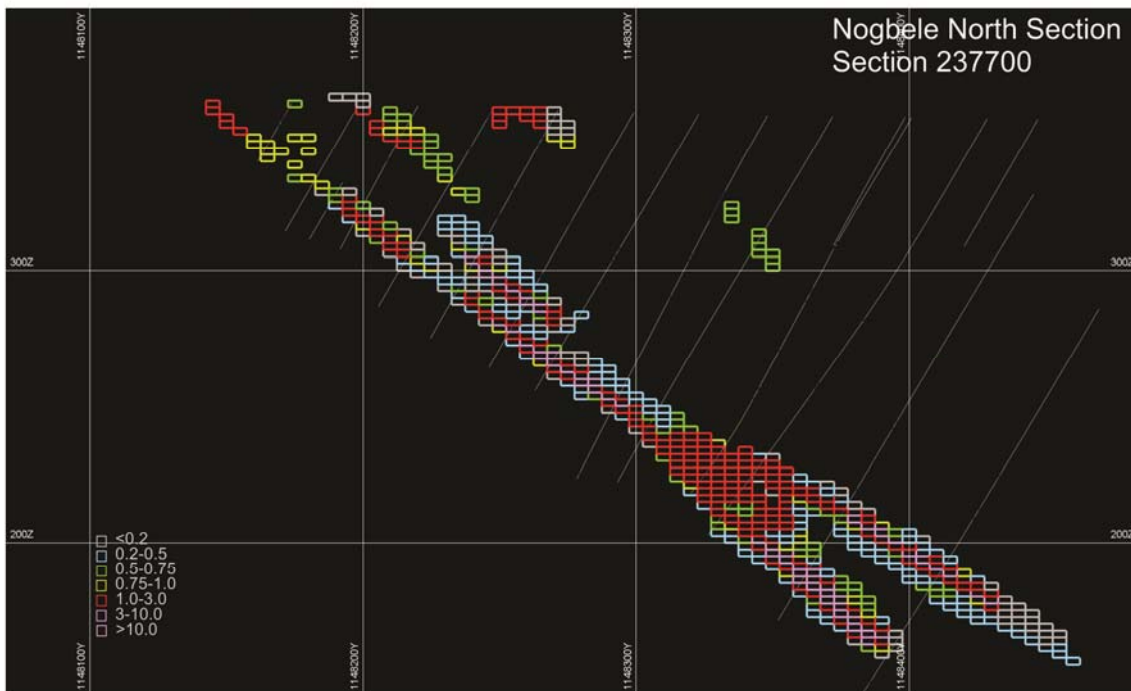 1148100Y
1148200Y
1148300Y
Nogbele North Section
Section 237700
300Z
300Z
200Z
200Z
<0.2
0.2-0.5
0.5-0.75
0.75-1.0
1.0-3.0
3-10.0
>10.0
1148100Y
1148200Y
1148300Y
1148400Y